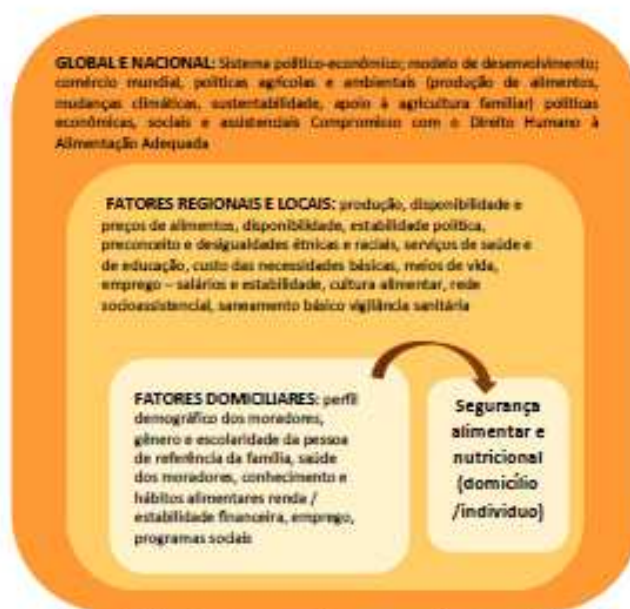 GLOBAL E NACIONAL: Sistema político-econômico; modelo de desenvolvimento;
comércio mundial, políticas agrícolas e ambientais (produção de alimentos,
mudanças climáticas, sustentabilidade, apoio à agricultura familiar) políticas
econômicas, sociais e assistenciais Compromisso com o Direito Humano à
Alimentação Adequada
FATORES REGIONAIS E LOCAIS: produção, disponibilidade e
preços de alimentos, disponibilidade, estabilidade política,
preconceito e desigualdades étnicas e raciais, serviços de saúde e
de educação, custo das necessidades básicas, meios de vida,
emprego – salários e estabilidade, cultura alimentar, rede
socioassistencial, saneamento básico vigilância sanitária
FATORES DOMICILIARES: perfil
demográfico dos moradores,
gênero e escolaridade da pessoa
de referência da família, saúde
dos moradores, conhecimento e
hábitos alimentares renda /
estabilidade financeira, emprego,
programas sociais
Segurança
alimentar e
nutricional
(domicílio
/indivíduo)